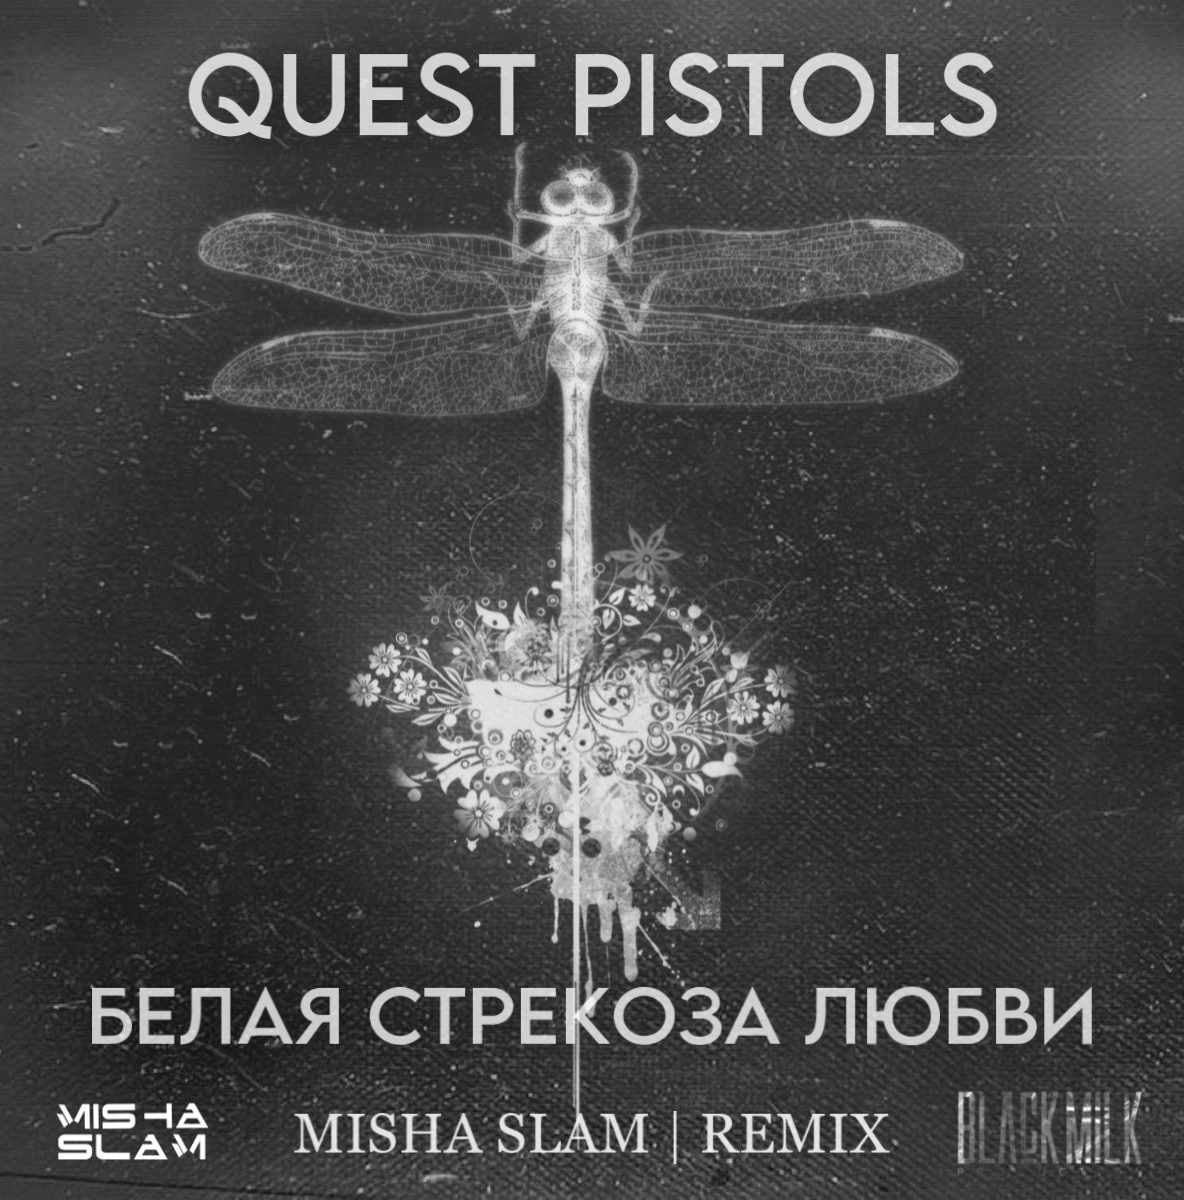 QUEST PISTOLS
БЕЛАЯ СТРЕКОЗА ЛЮБВИ
MISHA
SLAM
MISHA SLAM | REMIX
BLACK MILK